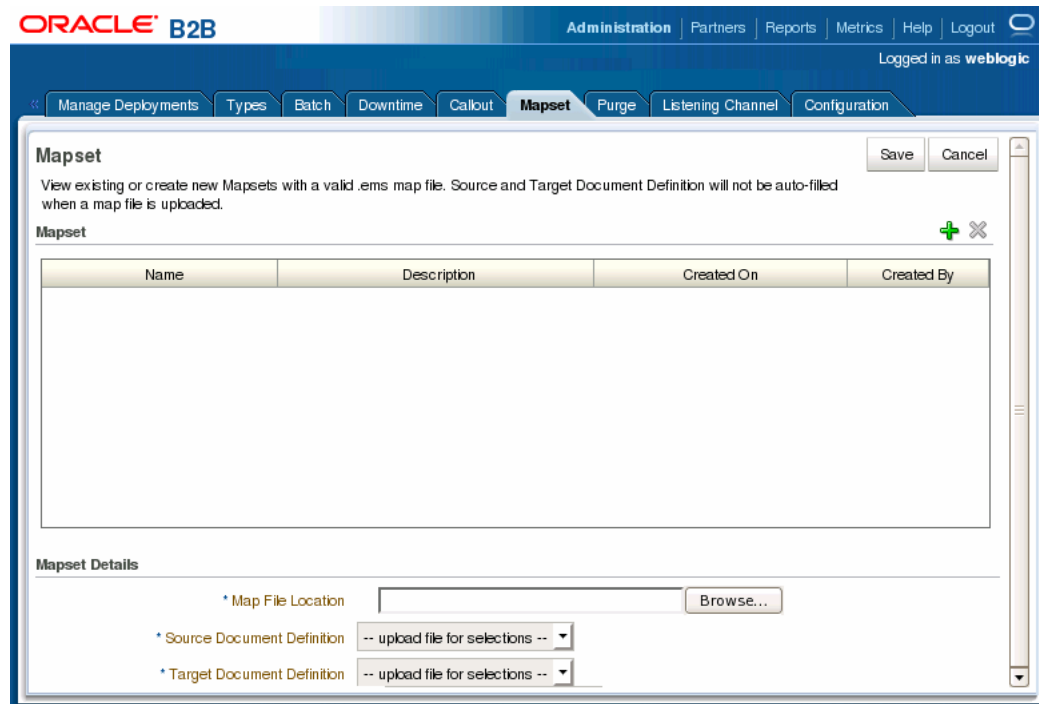 ORACLE B2B
Administration Partners Reports Metrics Help Logout
Logged in as weblogic
« Manage Deployments Types Batch Downtime Callout Mapset Purge Listening Channel Configuration
Mapset
Save Cancel
View existing or create new Mapsets with a valid .ems map file. Source and Target Document Definition will not be auto-filled
when a map file is uploaded.
Mapset
Name Description Created On Created By
Mapset Details
* Map File Location Browse...
* Source Document Definition -- upload file for selections --
* Target Document Definition -- upload file for selections --